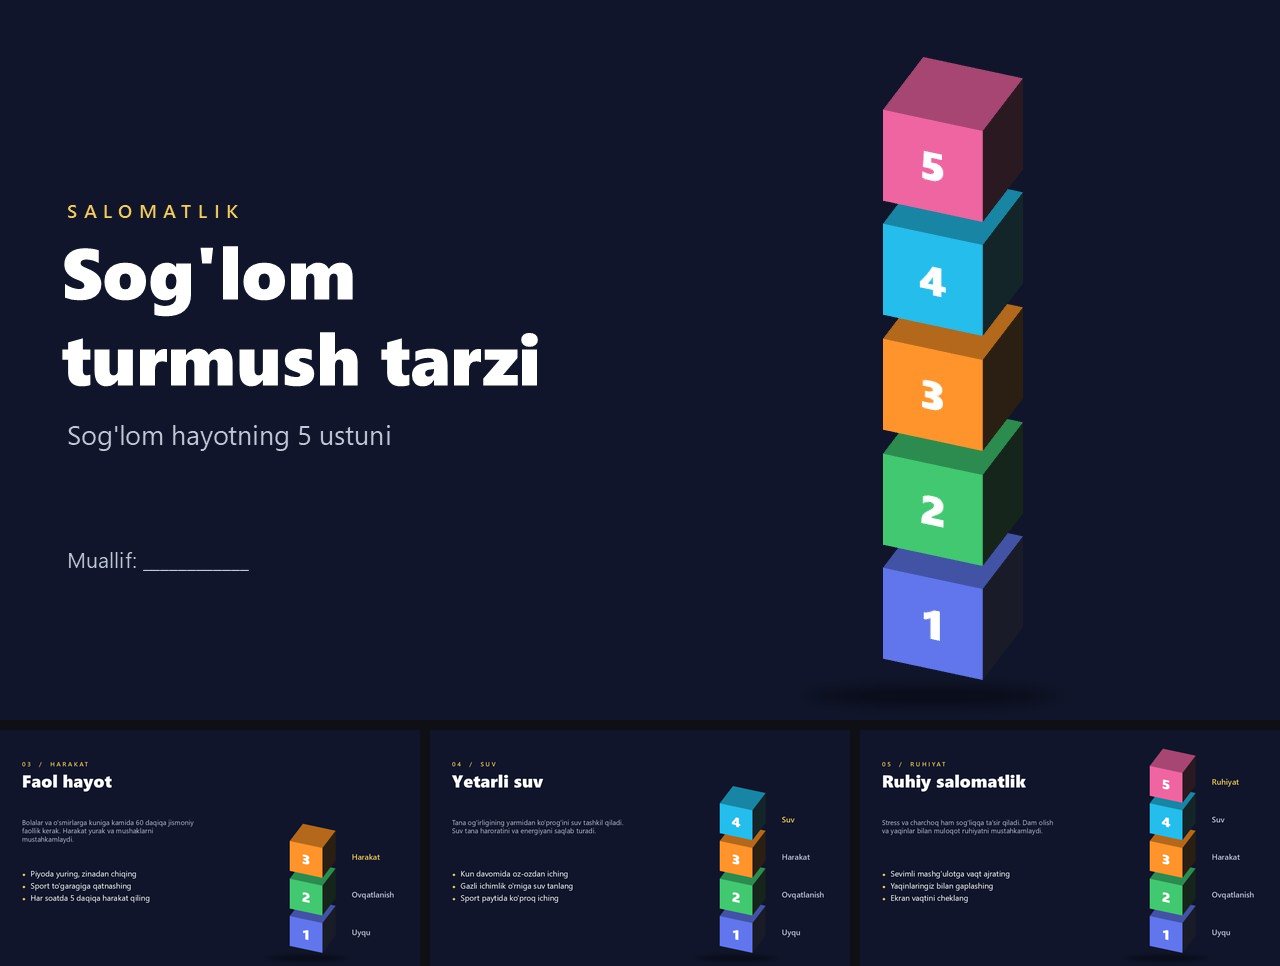 SALOMATLIK
Sog'lom
turmush tarzi
Sog'lom hayotning 5 ustuni
Muallif: ____________
5
4
3
2
1
03 / HARAKAT
Faol hayot
Bolalar va o'smirlarga kuniga kamida 60 daqiqa jismoniy
faollik kerak. Harakat yurak va mushaklarni
mustahkamlaydi.
• Piyoda yuring, zinadan chiqing
• Sport to'garagiga qatnashing
• Har soatda 5 daqiqa harakat qiling
3 Harakat
2 Ovqatlanish
1 Uyqu
04 / SUV
Yetarli suv
Tana og'irligining yarmidan ko'prog'ini suv tashkil qiladi.
Suv tana haroratini va energiyani saqlab turadi.
• Kun davomida oz-ozdan iching
• Gazli ichimlik o'rniga suv tanlang
• Sport paytida ko'proq iching
4 Suv
3 Harakat
2 Ovqatlanish
1 Uyqu
05 / RUHIYAT
Ruhiy salomatlik
Stress va charchoq ham sog'liqqa ta'sir qiladi. Dam olish
va yaqinlar bilan muloqot ruhiyatni mustahkamlaydi.
• Sevimli mashg'ulotga vaqt ajrating
• Yaqinlaringiz bilan gaplashing
• Ekran vaqtini cheklang
5 Ruhiyat
4 Suv
3 Harakat
2 Ovqatlanish
1 Uyqu